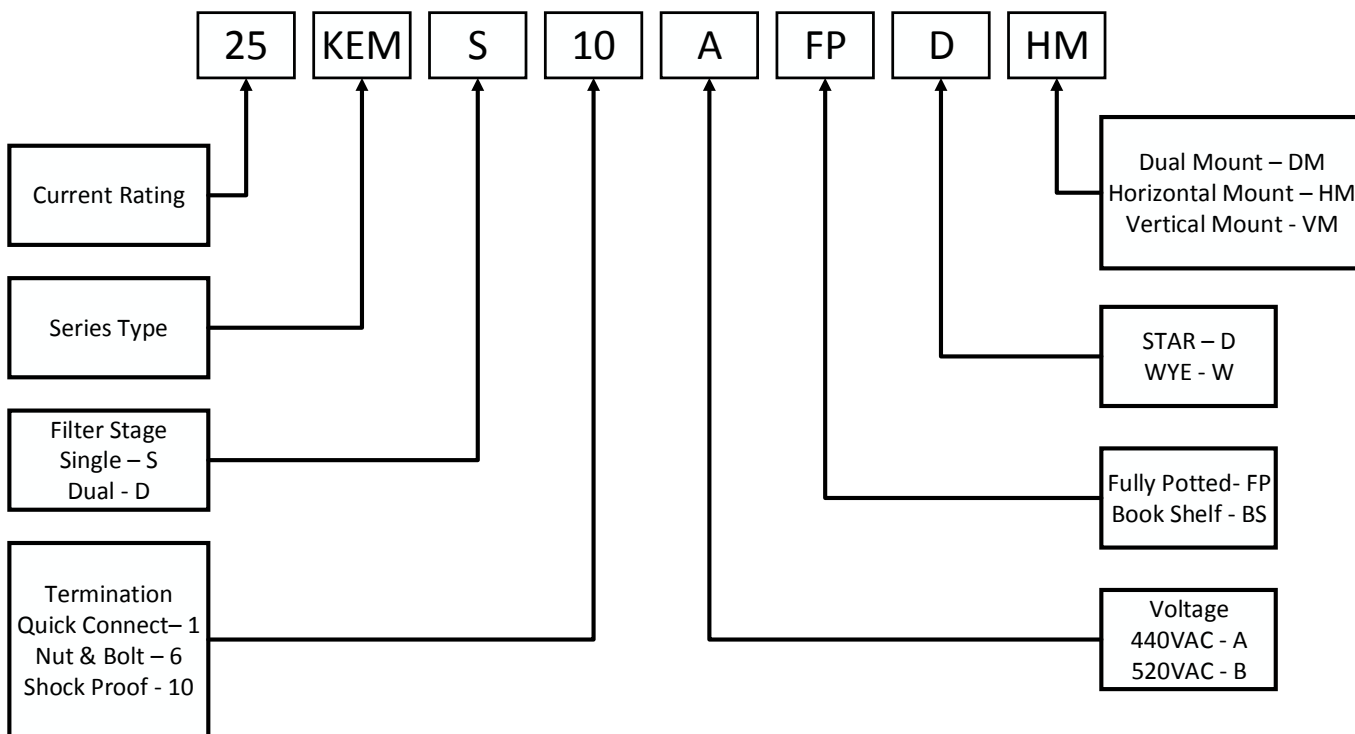 25 KEM S 10 A FP D HM
Current Rating
Series Type
Filter Stage
Single – S
Dual - D
Termination
Quick Connect– 1
Nut & Bolt – 6
Shock Proof - 10
Dual Mount – DM
Horizontal Mount – HM
Vertical Mount - VM
STAR – D
WYE - W
Fully Potted- FP
Book Shelf - BS
Voltage
440VAC - A
520VAC - B